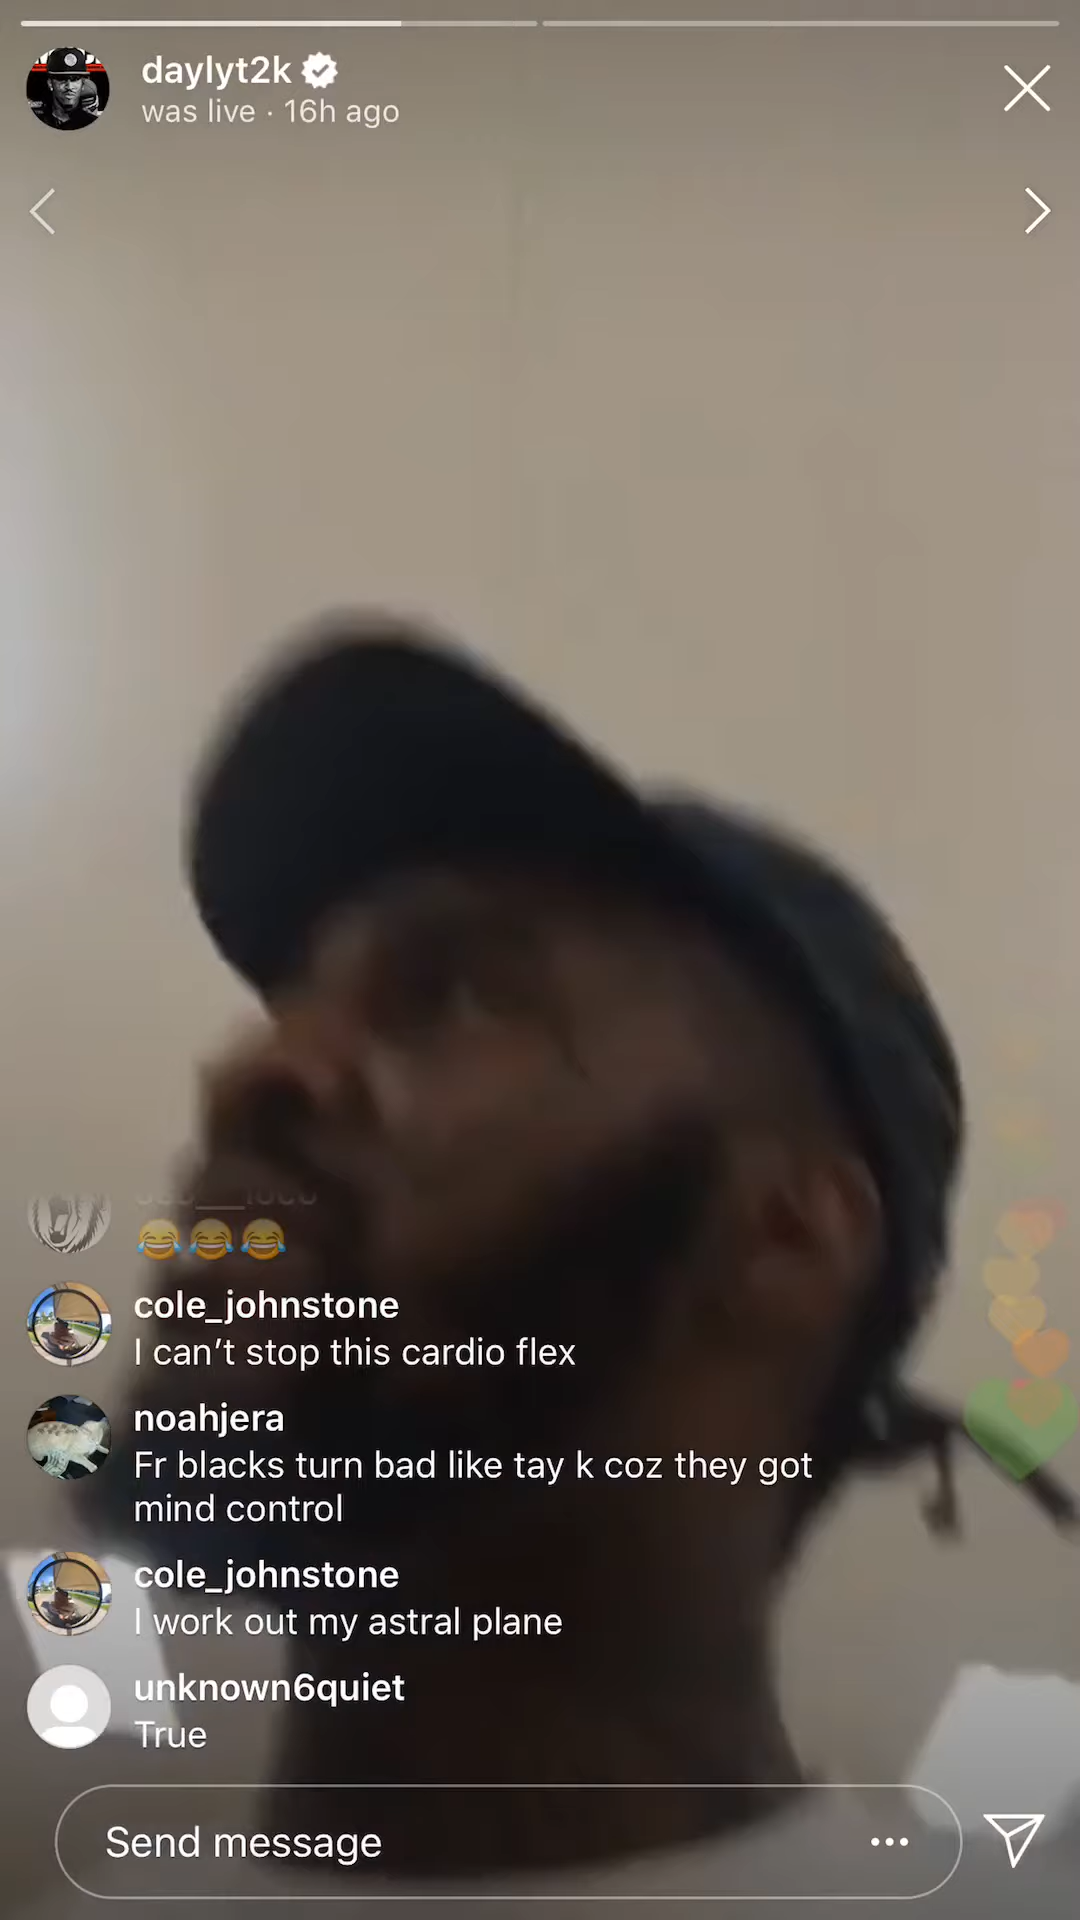 daylyt2k
was live · 16h ago
😂😂😂
cole_johnstone
I can’t stop this cardio flex
noahjera
Fr blacks turn bad like tay k coz they got
mind control
cole_johnstone
I work out my astral plane
unknown6quiet
True
Send message